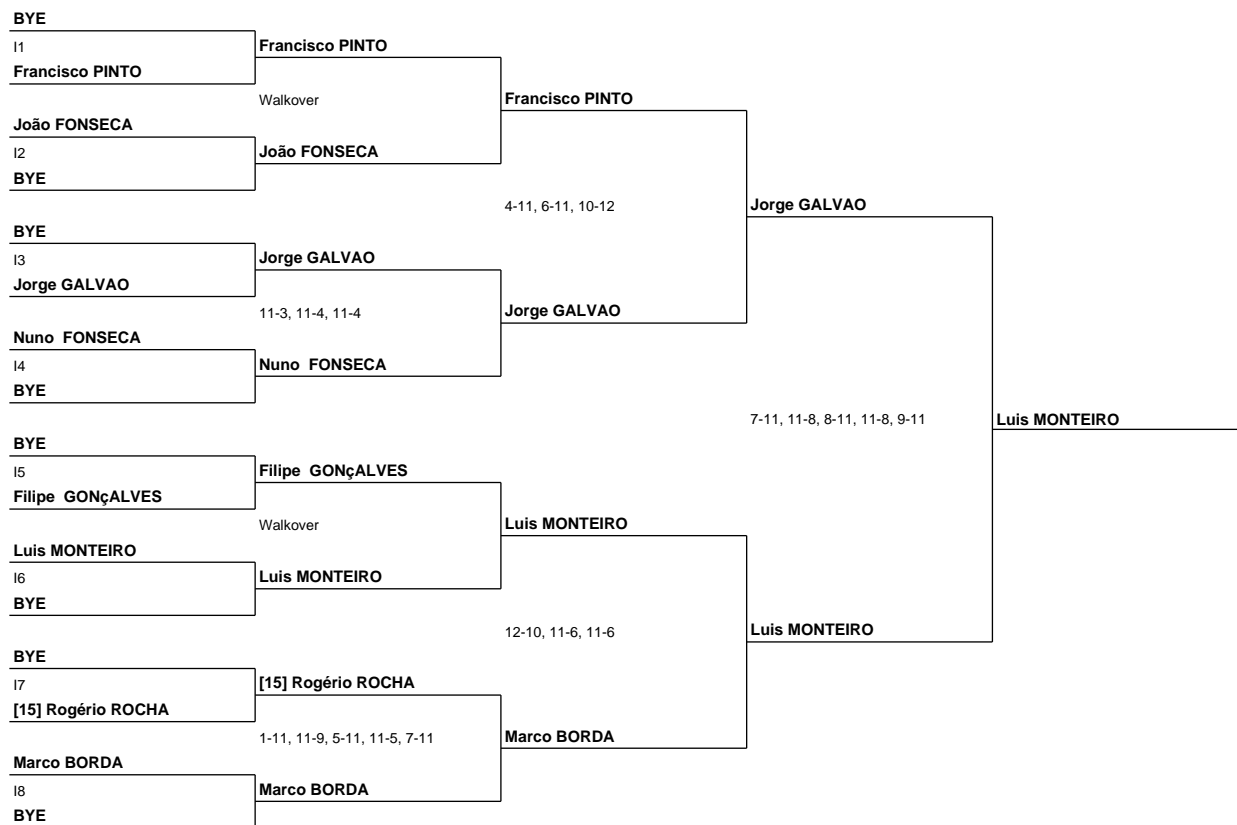 BYE
I1
Francisco PINTO
João FONSECA
I2
BYE
BYE
I3
Jorge GALVAO
Nuno  FONSECA
I4
BYE
BYE
I5
Filipe  GONçALVES
Luis MONTEIRO
I6
BYE
BYE
I7
[15] Rogério ROCHA
Marco BORDA
I8
BYE
Francisco PINTO
Walkover
João FONSECA
Jorge GALVAO
11-3, 11-4, 11-4
Nuno  FONSECA
Filipe  GONçALVES
Walkover
Luis MONTEIRO
[15] Rogério ROCHA
1-11, 11-9, 5-11, 11-5, 7-11
Marco BORDA
Francisco PINTO
4-11, 6-11, 10-12
Jorge GALVAO
Luis MONTEIRO
12-10, 11-6, 11-6
Marco BORDA
Jorge GALVAO
7-11, 11-8, 8-11, 11-8, 9-11
Luis MONTEIRO
Luis MONTEIRO